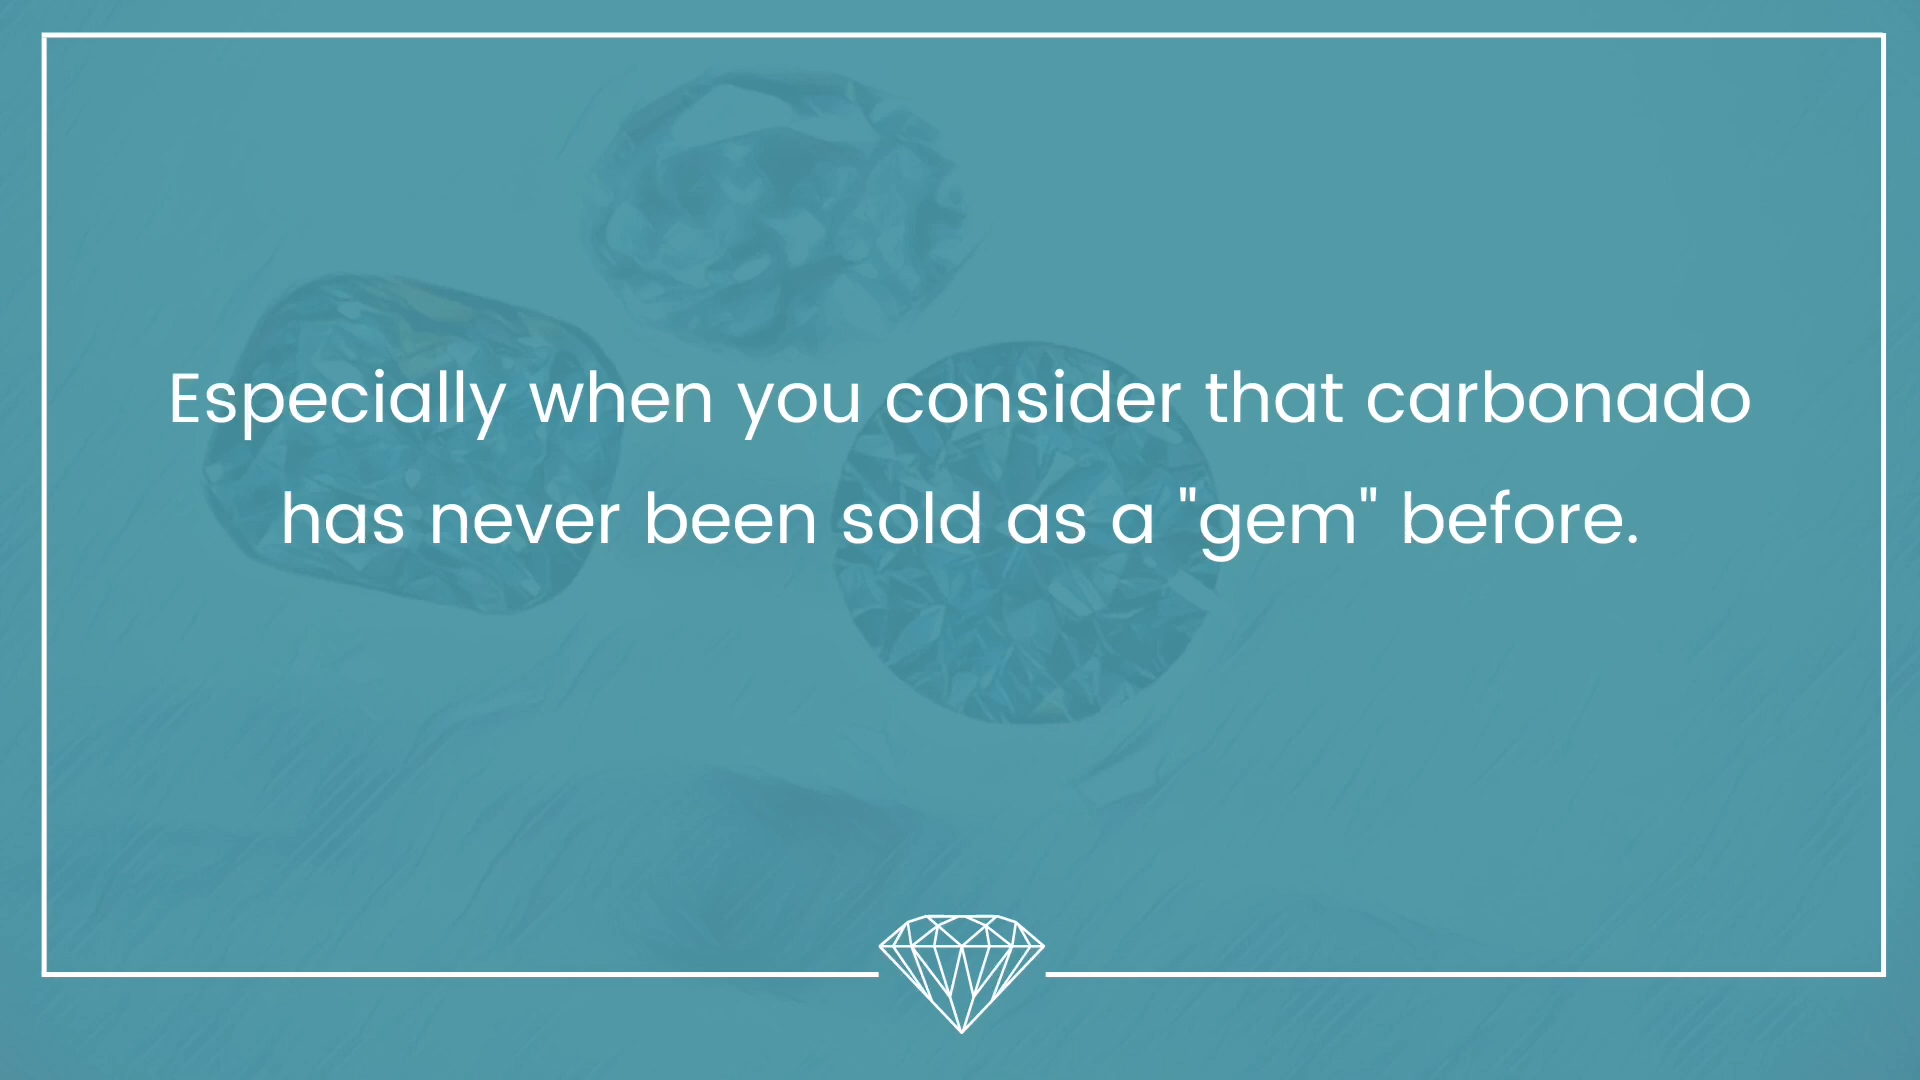 Especially when you consider that carbonado
has never been sold as a "gem" before.